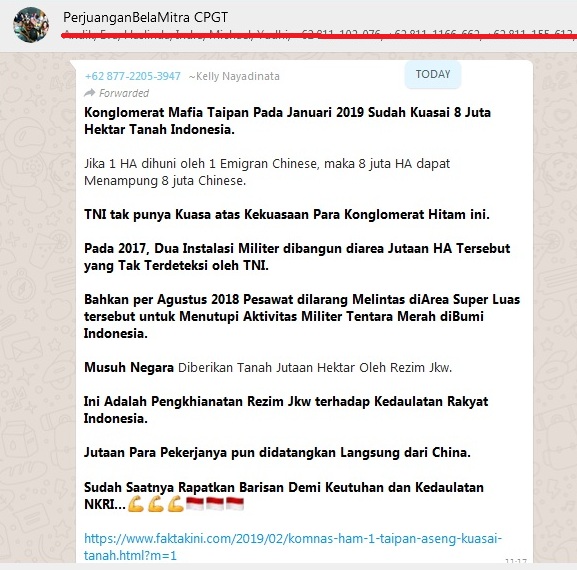 PerjuanganBelaMitra CPGT
+62 877-2205-3947 ~Kelly Nayadinata
TODAY
Forwarded
Konglomerat Mafia Taipan Pada Januari 2019 Sudah Kuasai 8 Juta
Hektar Tanah Indonesia.
Jika 1 HA dihuni oleh 1 Emigran Chinese, maka 8 juta HA dapat
Menampung 8 juta Chinese.
TNI tak punya Kuasa atas Kekuasaan Para Konglomerat Hitam ini.
Pada 2017, Dua Instalasi Militer dibangun diarea Jutaan HA Tersebut
yang Tak Terdeteksi oleh TNI.
Bahkan per Agustus 2018 Pesawat dilarang Melintas diArea Super Luas
tersebut untuk Menutupi Aktivitas Militer Tentara Merah diBumi
Indonesia.
Musuh Negara Diberikan Tanah Jutaan Hektar Oleh Rezim Jkw.
Ini Adalah Pengkhianatan Rezim Jkw terhadap Kedaulatan Rakyat
Indonesia.
Jutaan Para Pekerjanya pun didatangkan Langsung dari China.
Sudah Saatnya Rapatkan Barisan Demi Keutuhan dan Kedaulatan
NKRI...💪💪💪🇮🇩🇮🇩🇮🇩
https://www.faktakini.com/2019/02/komnas-ham-1-taipan-aseng-kuasai-
tanah.html?m=1
11:17